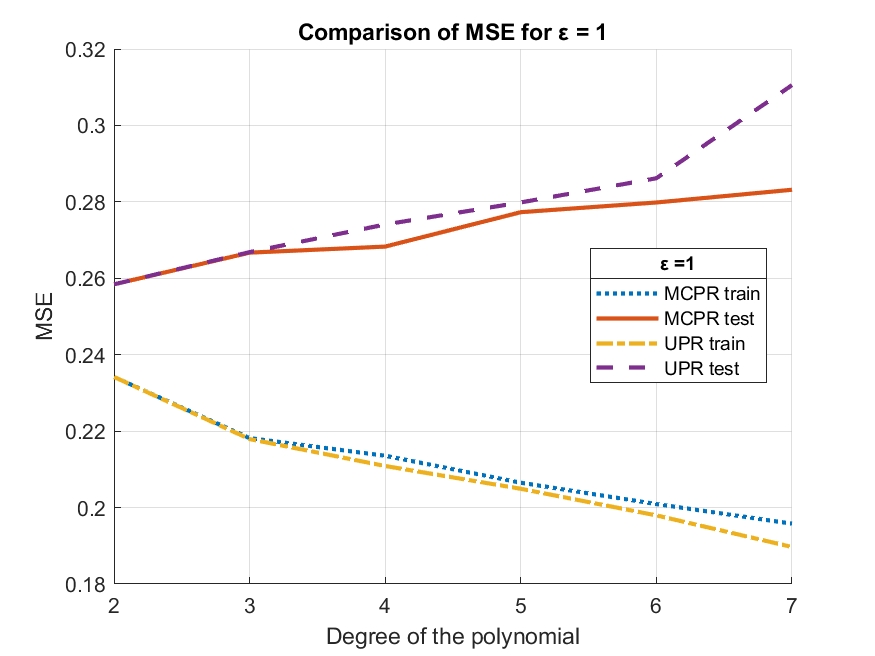 Comparison of MSE for ε = 1
0.32
0.3
0.28
0.26
0.24
0.22
0.2
0.18
MSE
2 3 4 5 6 7
Degree of the polynomial
ε =1
MCPR train
MCPR test
UPR train
UPR test